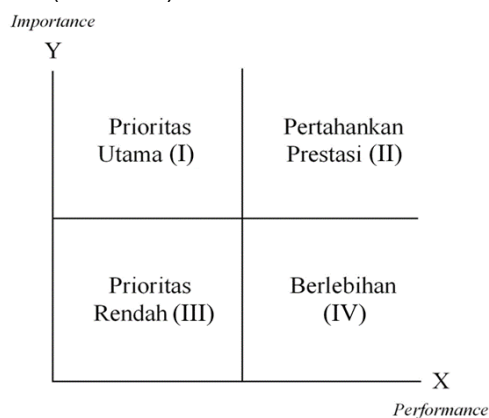 Importance
Y
Prioritas
Utama (I)
Pertahankan
Prestasi (II)
Prioritas
Rendah (III)
Berlebihan
(IV)
X
Performance